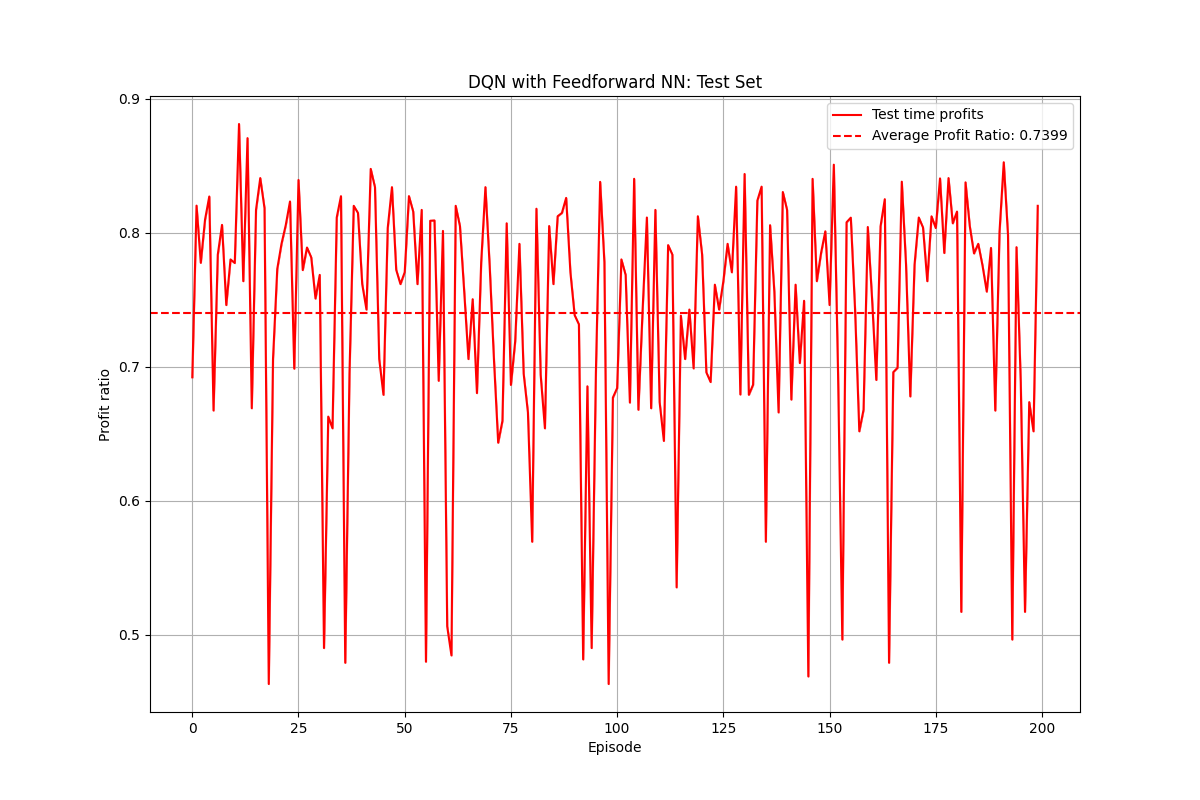 DQN with Feedforward NN: Test Set
Test time profits
Average Profit Ratio: 0.7399
0.9
0.8
0.7
0.6
0.5
Profit ratio
0
25
50
75
100
125
150
175
200
Episode